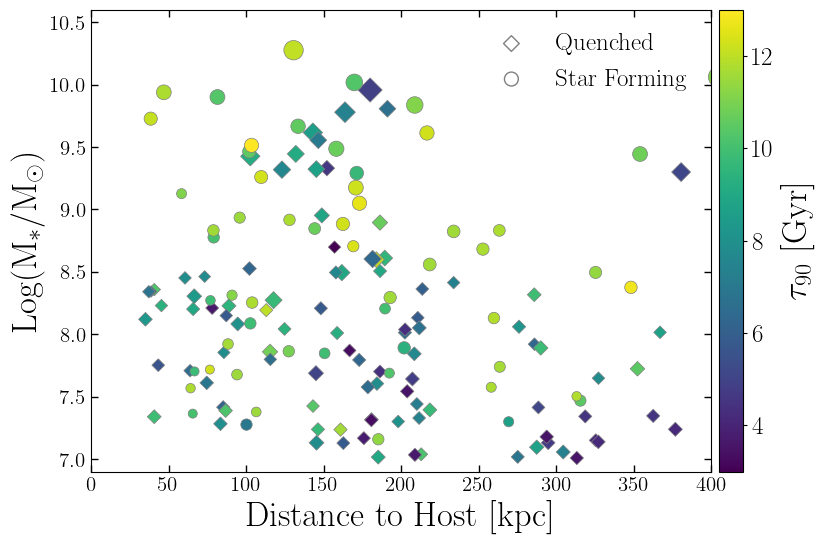 Quenched
Star Forming
Log(M*/M⊙)
10.5
10.0
9.5
9.0
8.5
8.0
7.5
7.0
0 50 100 150 200 250 300 350 400
Distance to Host [kpc]
12
10
8
6
4
τ90 [Gyr]